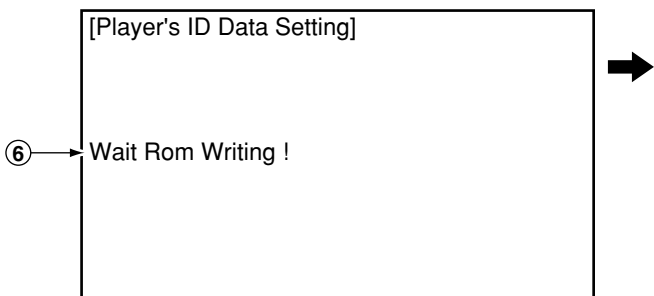 [Player's ID Data Setting]
⑥ Wait Rom Writing !